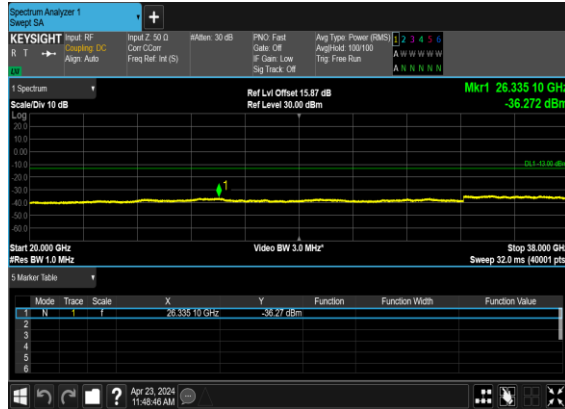 Spectrum Analyzer 1
Swept SA
+
KEYSIGHT Input: RF Input Z: 50 Ω #Atten: 30 dB PNO: Fast Avg Type: Power (RMS) 1 2 3 4 5 6
R T Coupling: DC Corr CCorr Gate: Off Avg|Hold: 100/100 A W W W W W
Align: Auto Freq Ref: Int (S) IF Gain: Low Trig: Free Run
Sig Track: Off A N N N N N
1 Spectrum Ref Lvl Offset 15.87 dB Mkr1 26.335 10 GHz
Scale/Div 10 dB Ref Level 30.00 dBm -36.272 dBm
Log
20.0
10.0
0.00
-10.0
DL1 -13.00 dBm
-20.0
1
-30.0
-40.0
-50.0
-60.0
Start 20.000 GHz Video BW 3.0 MHz* Stop 38.000 GHz
#Res BW 1.0 MHz Sweep 32.0 ms (40001 pts)
5 Marker Table
Mode Trace Scale X Y Function Function Width Function Value
1 N 1 f 26.335 10 GHz -36.27 dBm
2
3
4
5
6
? Apr 23, 2024
11:48:46 AM